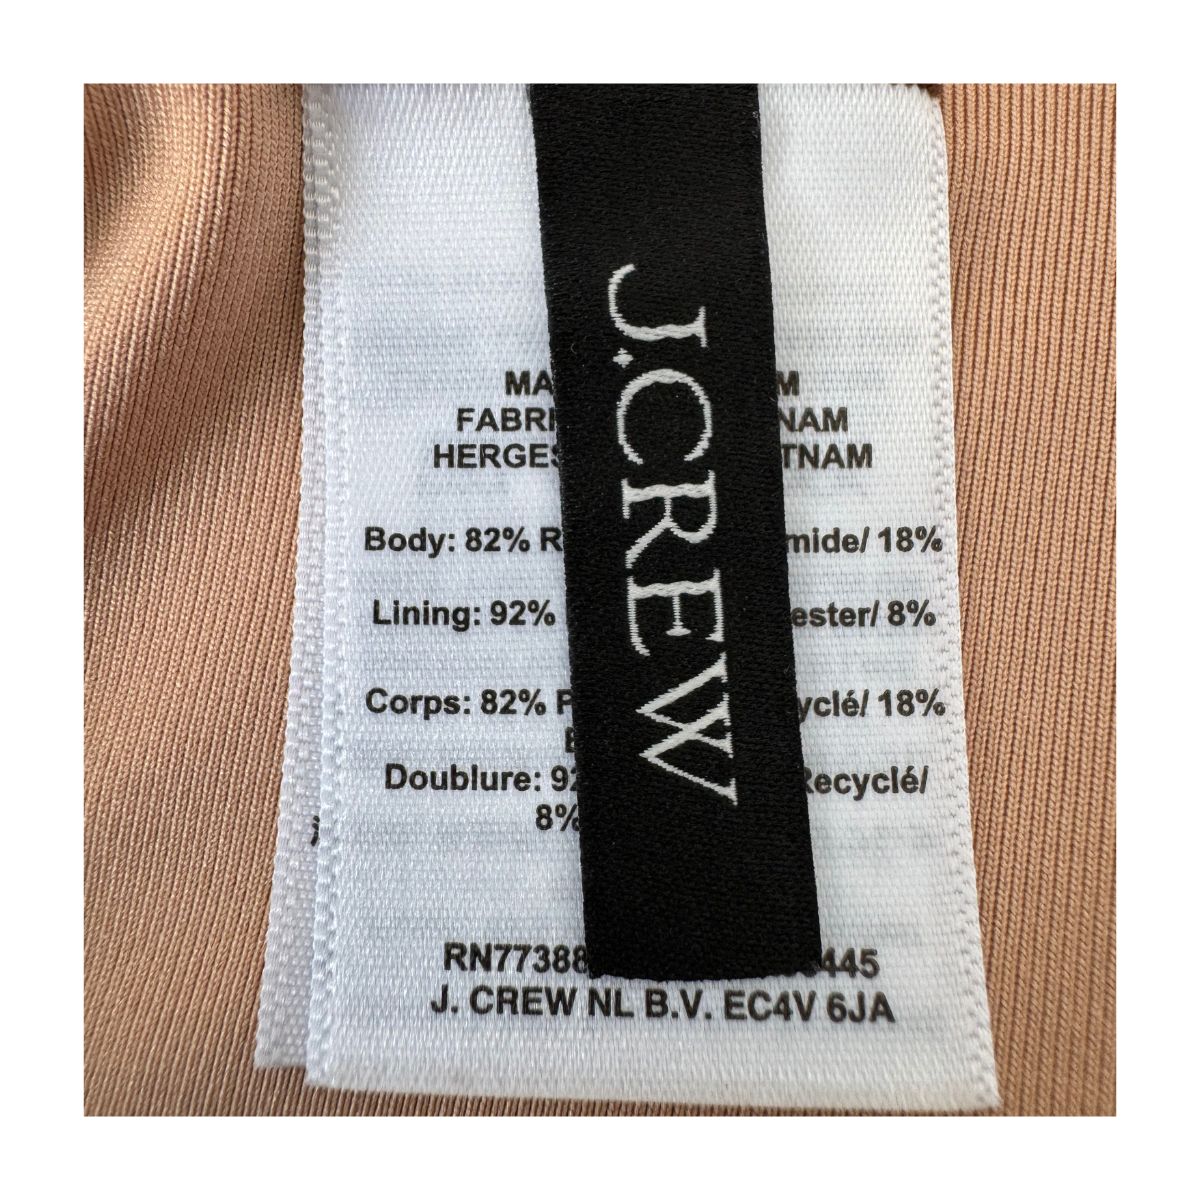 J.CREW
MA M
FABRI NAM
HERGES TNAM
Body: 82% R mide/ 18%
Lining: 92% ester/ 8%
Corps: 82% P yclé/ 18%
E
Doublure: 92 Recyclé/
8%
RN77388 445
J. CREW NL B.V. EC4V 6JA